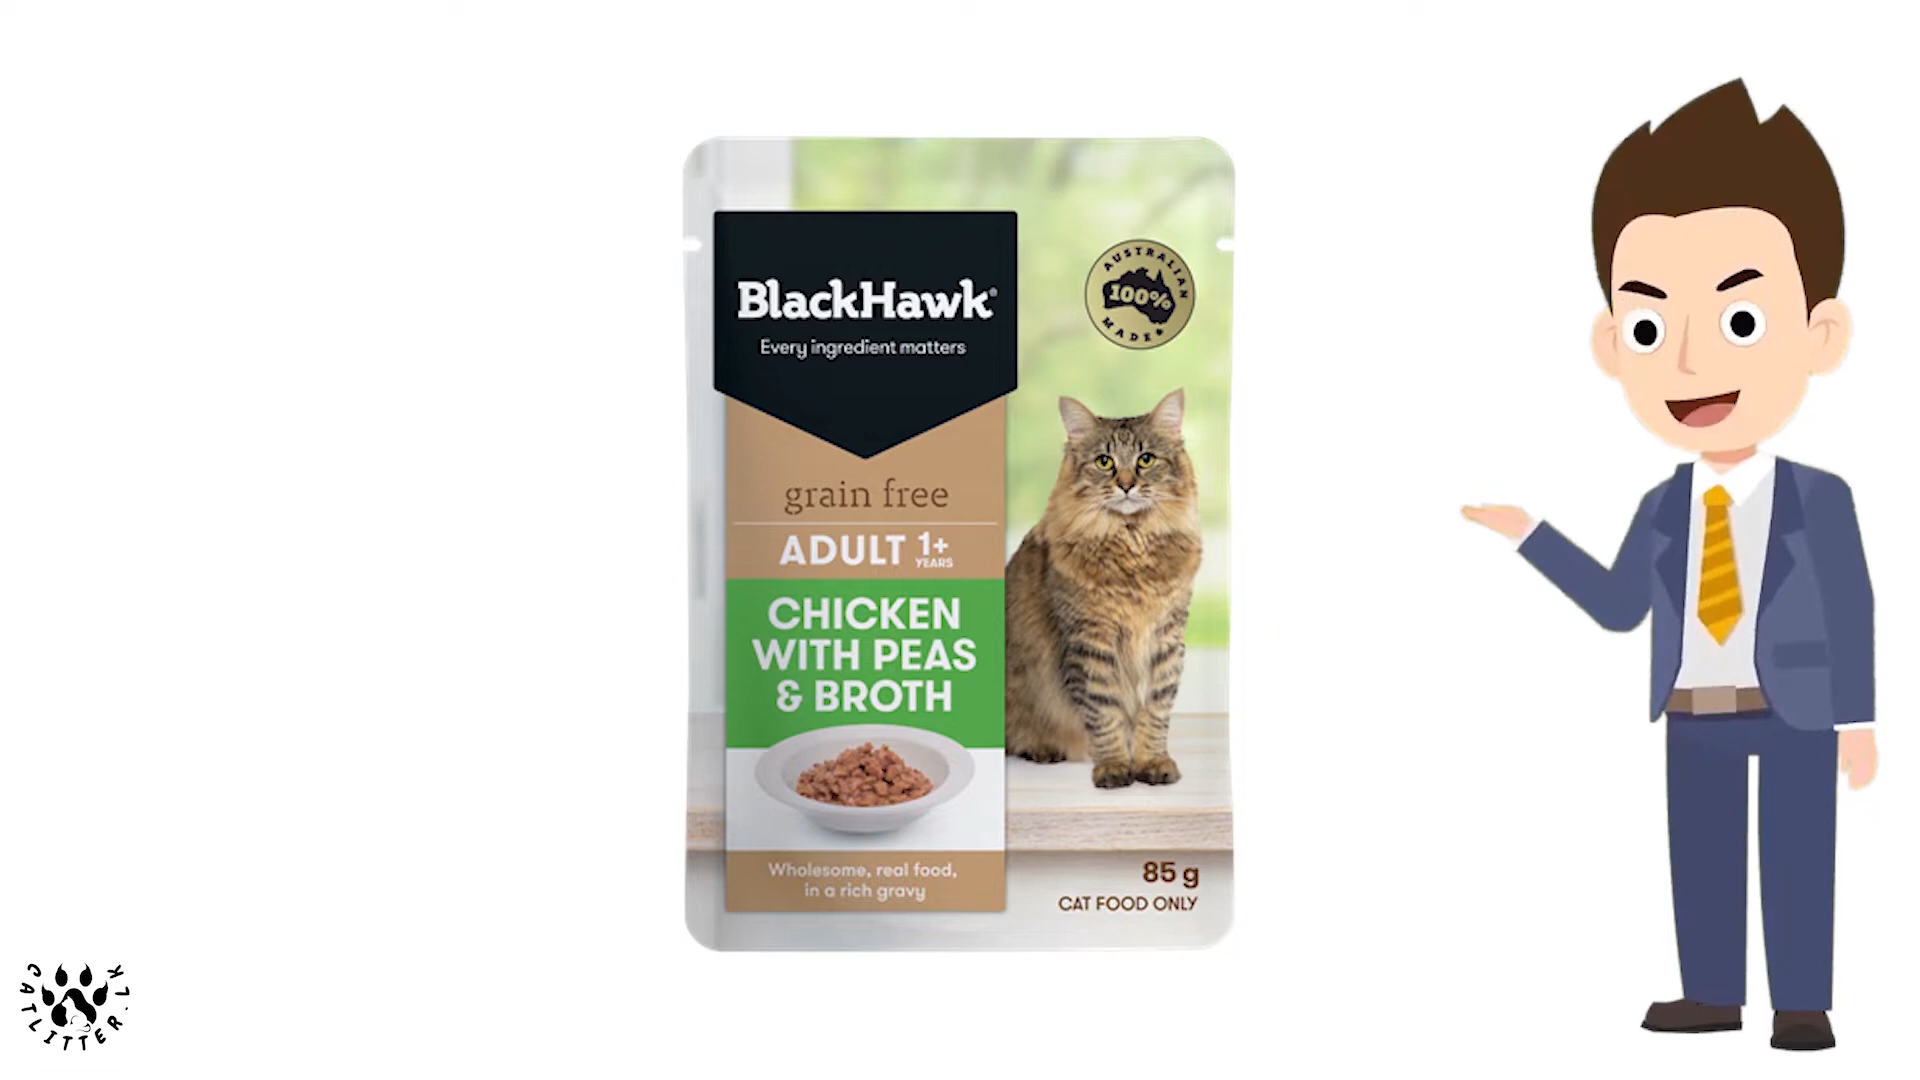 BlackHawk®
Every ingredient matters
AUSTRALIAN
100%
MADE
grain free
ADULT 1+
YEARS
CHICKEN
WITH PEAS
& BROTH
Wholesome, real food,
in a rich gravy
85 g
CAT FOOD ONLY
CATLITTER.LK